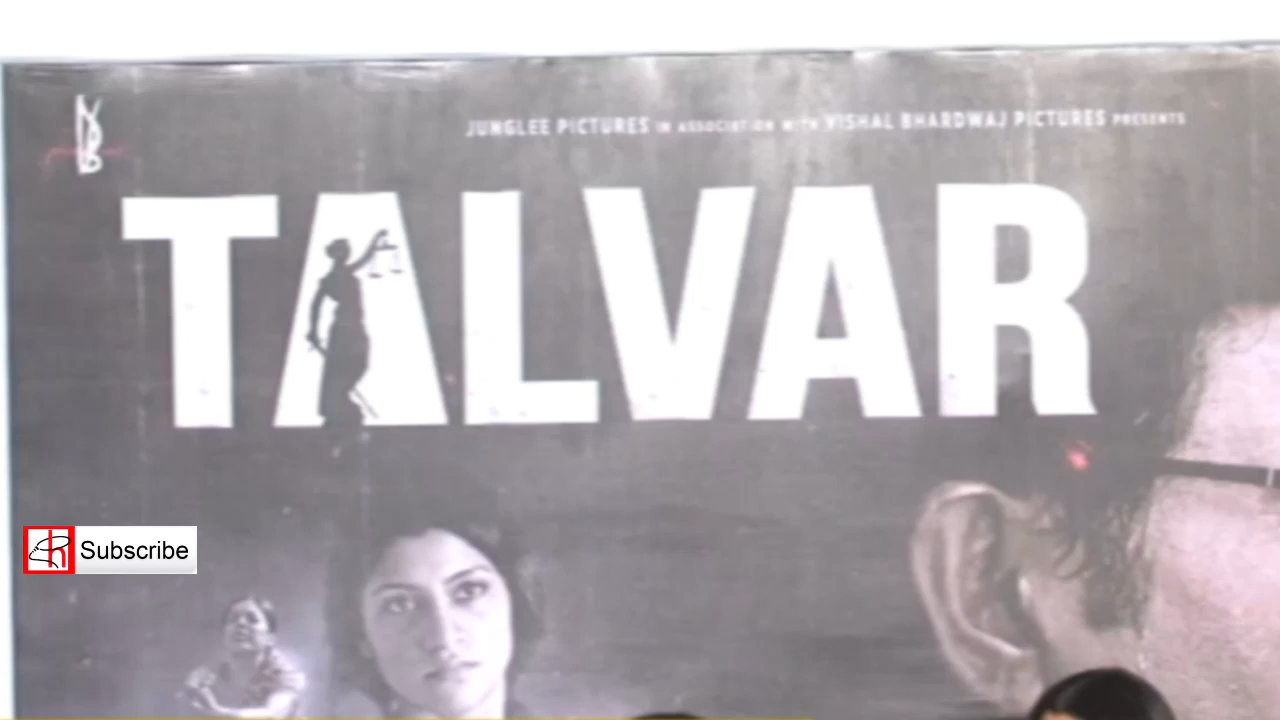 JUNGLEE PICTURES IN ASSOCIATION WITH VISHAL BHARDWAJ PICTURES PRESENTS
TALVAR
Subscribe